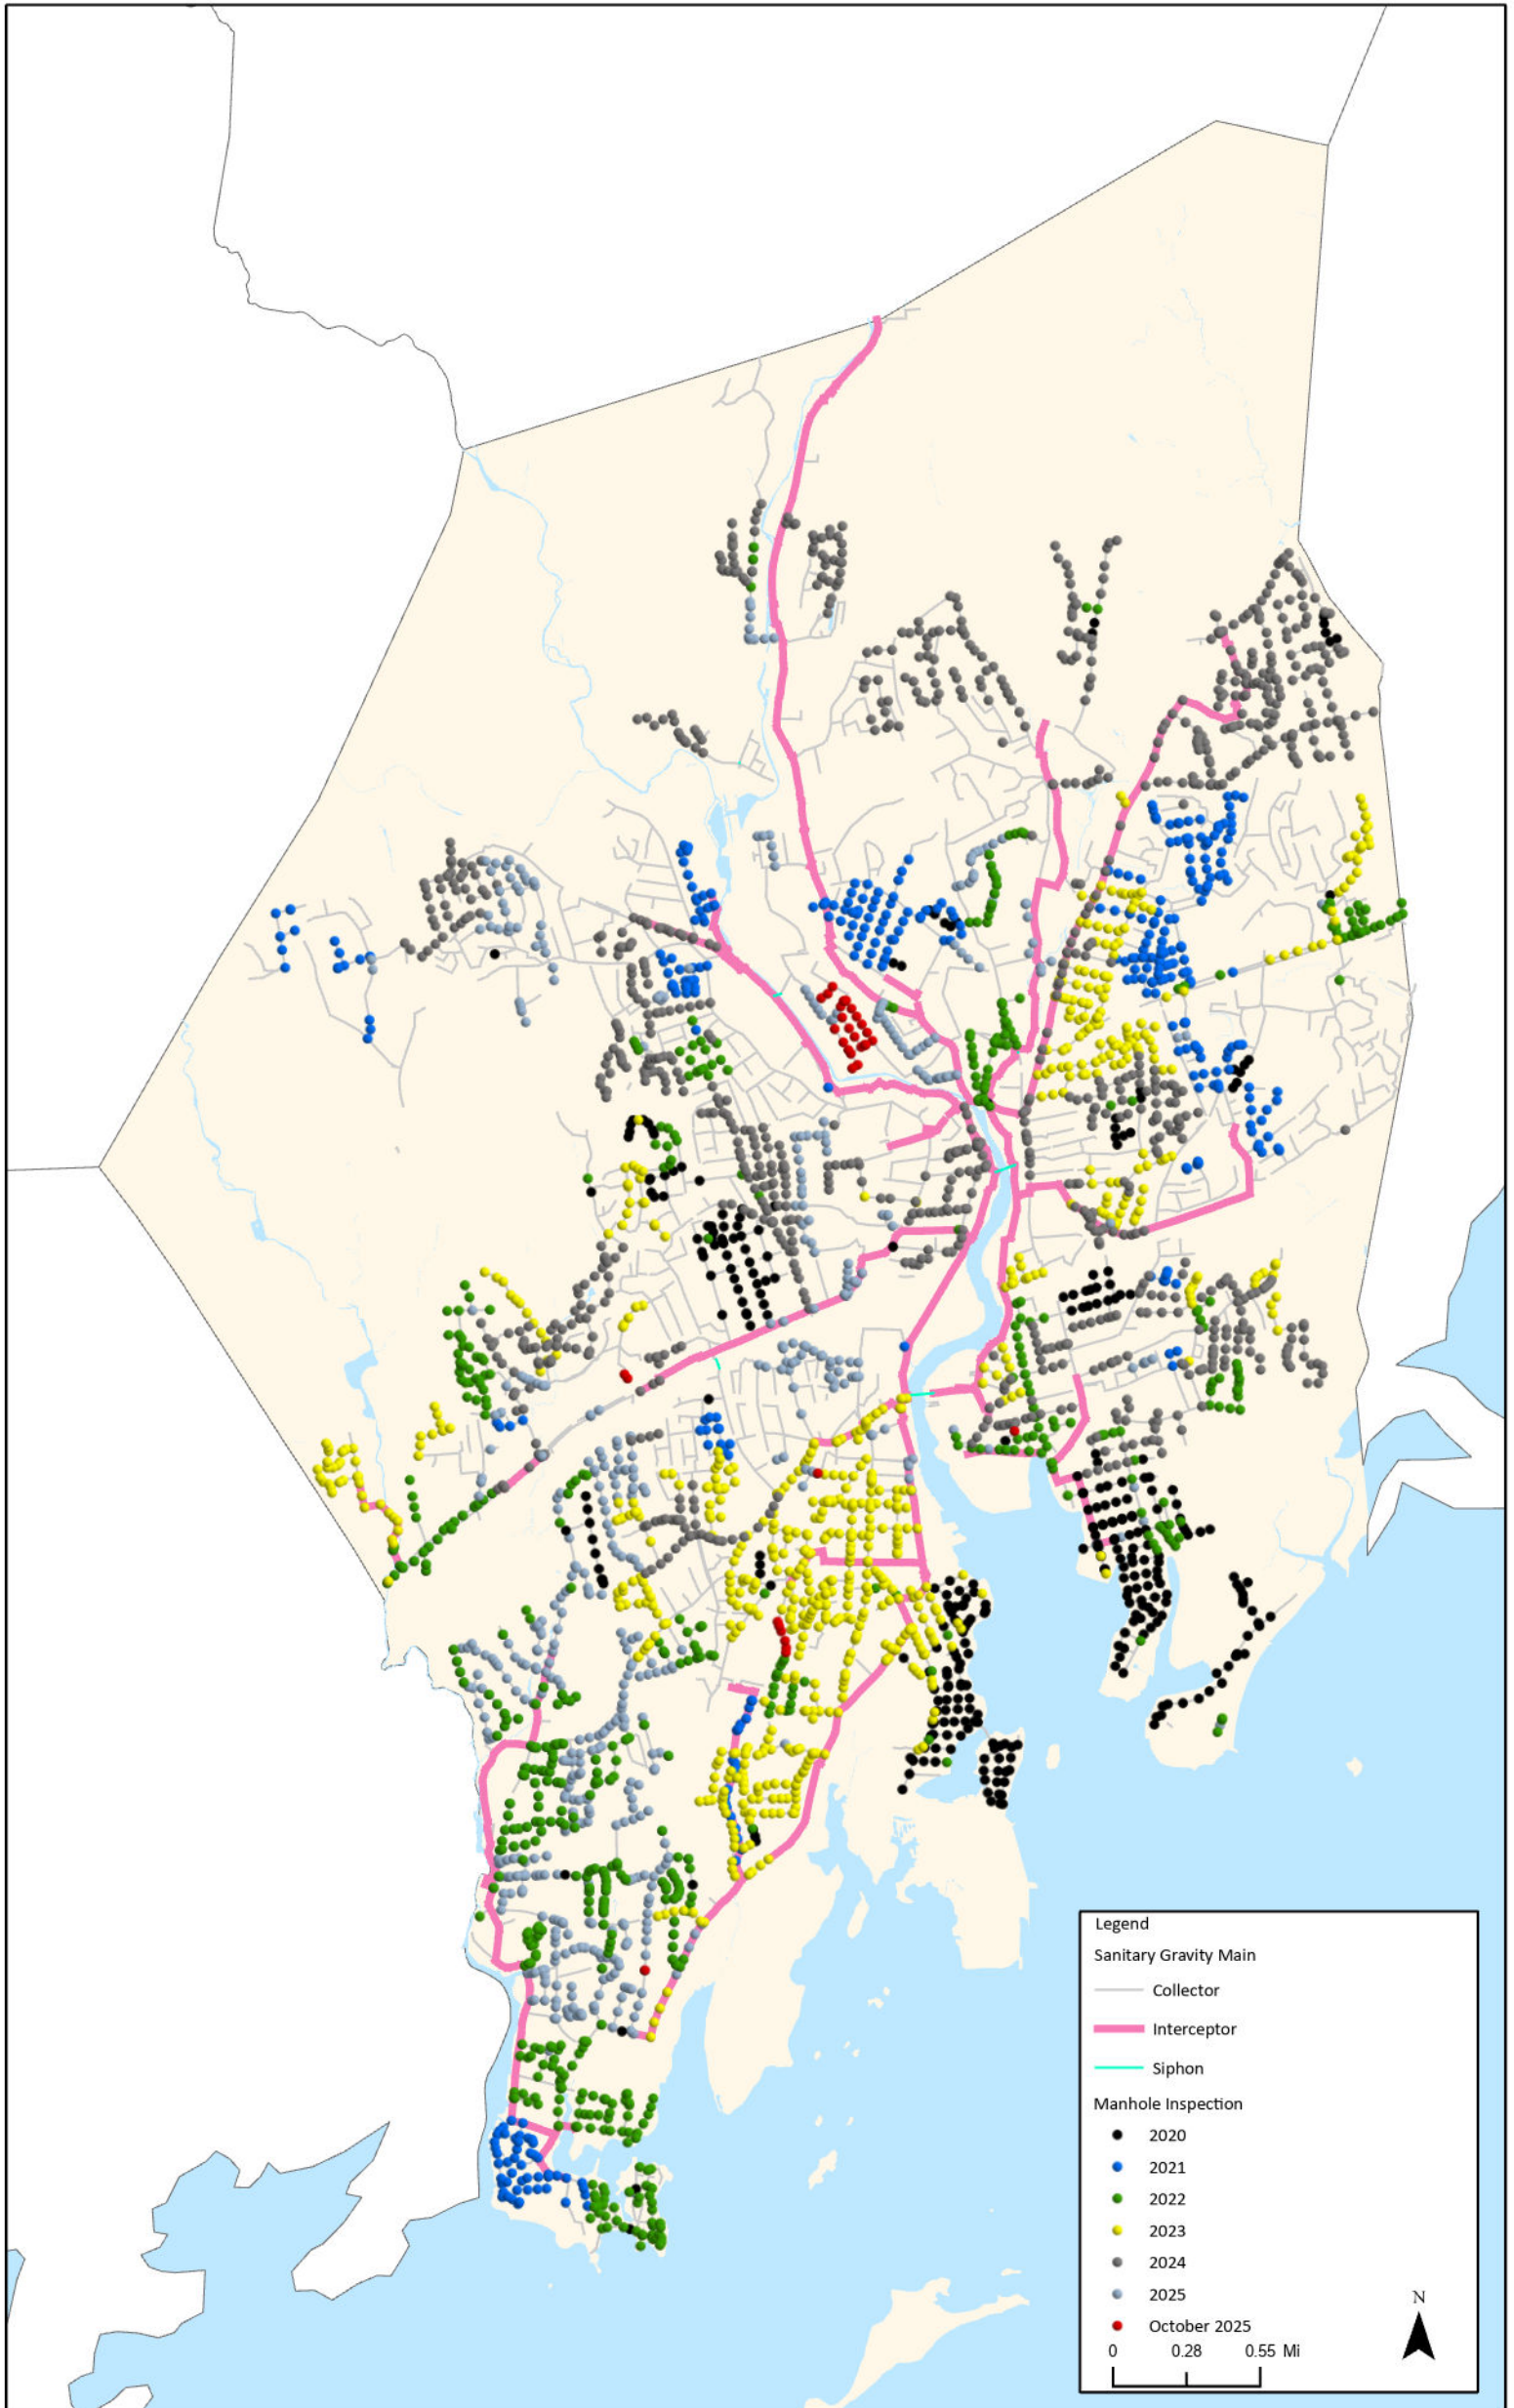 Legend
Sanitary Gravity Main
Collector
Interceptor
Siphon
Manhole Inspection
2020
2021
2022
2023
2024
2025
October 2025
0 0.28 0.55 Mi
N